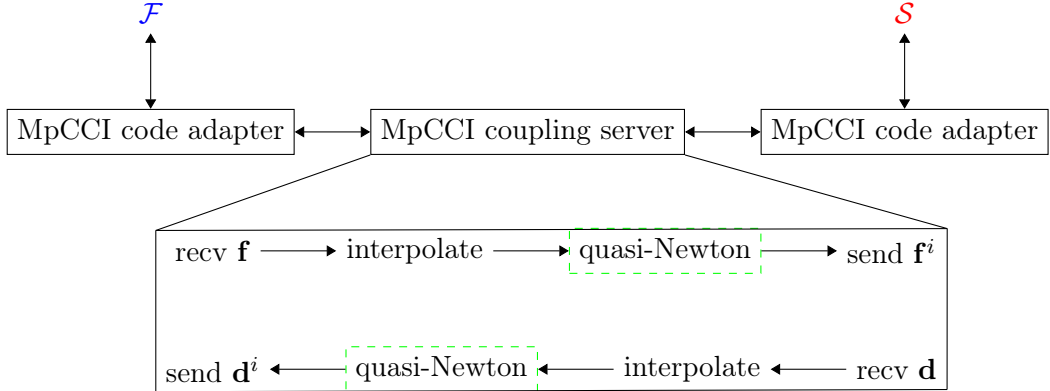 𝓕 𝓢
MpCCI code adapter MpCCI coupling server MpCCI code adapter
recv f interpolate quasi-Newton send fⁱ
send dⁱ quasi-Newton interpolate recv d